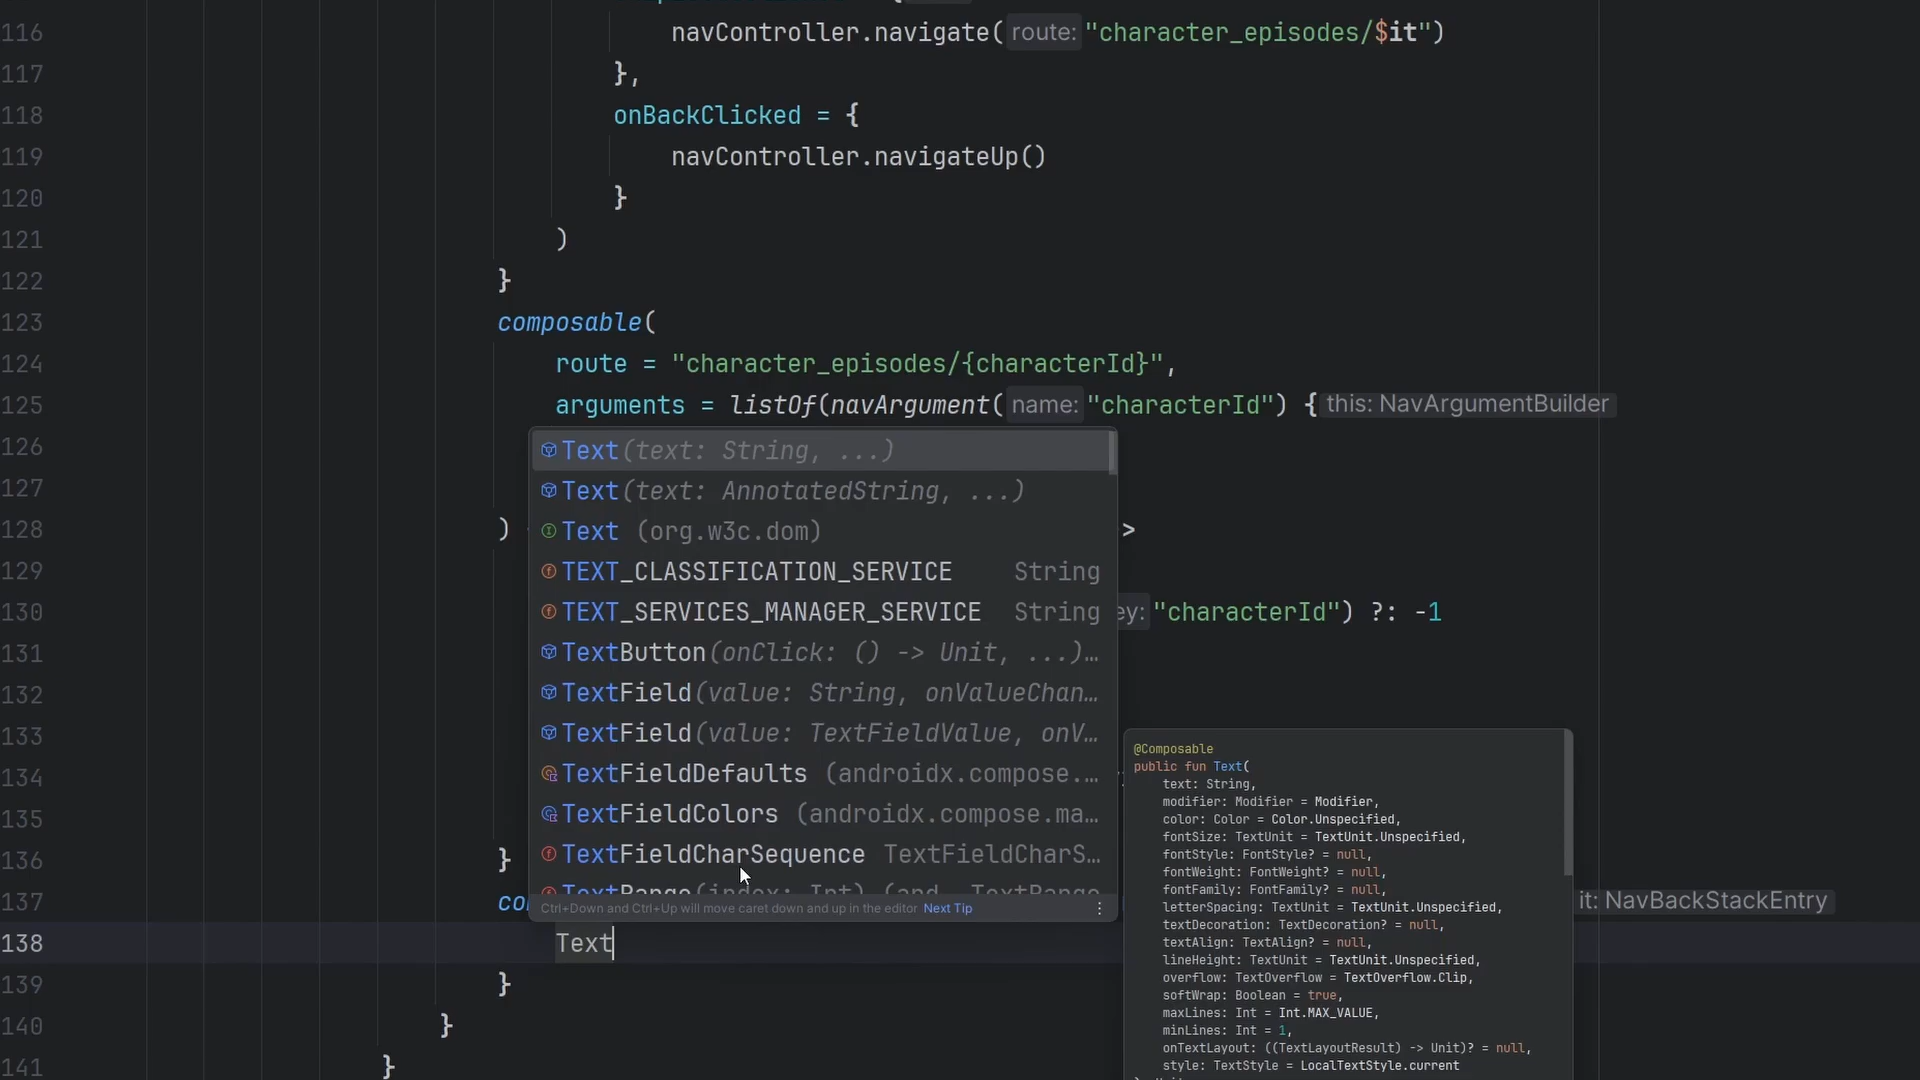 116 navController.navigate( route: "character_episodes/$it")
117 },
118 onBackClicked = {
119 navController.navigateUp()
120 }
121 )
122 }
123 composable(
124 route = "character_episodes/{characterId}",
125 arguments = listOf(navArgument( name: "characterId") { this: NavArgumentBuilder
126
Text(text: String, ...)
127
Text(text: AnnotatedString, ...)
128 ) >
Text (org.w3c.dom)
129
TEXT_CLASSIFICATION_SERVICE String
130 ey: "characterId") ?: -1
TEXT_SERVICES_MANAGER_SERVICE String
131
TextButton(onClick: () -> Unit, ...)…
132
TextField(value: String, onValueChan…
133
TextField(value: TextFieldValue, onV…
134
TextFieldDefaults (androidx.compose.…
135
TextFieldColors (androidx.compose.ma…
136 }
TextFieldCharSequence TextFieldCharS…
TextRange(index: Int) (and… TextRange
137 co it: NavBackStackEntry
Ctrl+Down and Ctrl+Up will move caret down and up in the editor Next Tip
138 Text
139 }
140 }
141 }
@Composable
public fun Text(
text: String,
modifier: Modifier = Modifier,
color: Color = Color.Unspecified,
fontSize: TextUnit = TextUnit.Unspecified,
fontStyle: FontStyle? = null,
fontWeight: FontWeight? = null,
fontFamily: FontFamily? = null,
letterSpacing: TextUnit = TextUnit.Unspecified,
textDecoration: TextDecoration? = null,
textAlign: TextAlign? = null,
lineHeight: TextUnit = TextUnit.Unspecified,
overflow: TextOverflow = TextOverflow.Clip,
softWrap: Boolean = true,
maxLines: Int = Int.MAX_VALUE,
minLines: Int = 1,
onTextLayout: ((TextLayoutResult) -> Unit)? = null,
style: TextStyle = LocalTextStyle.current